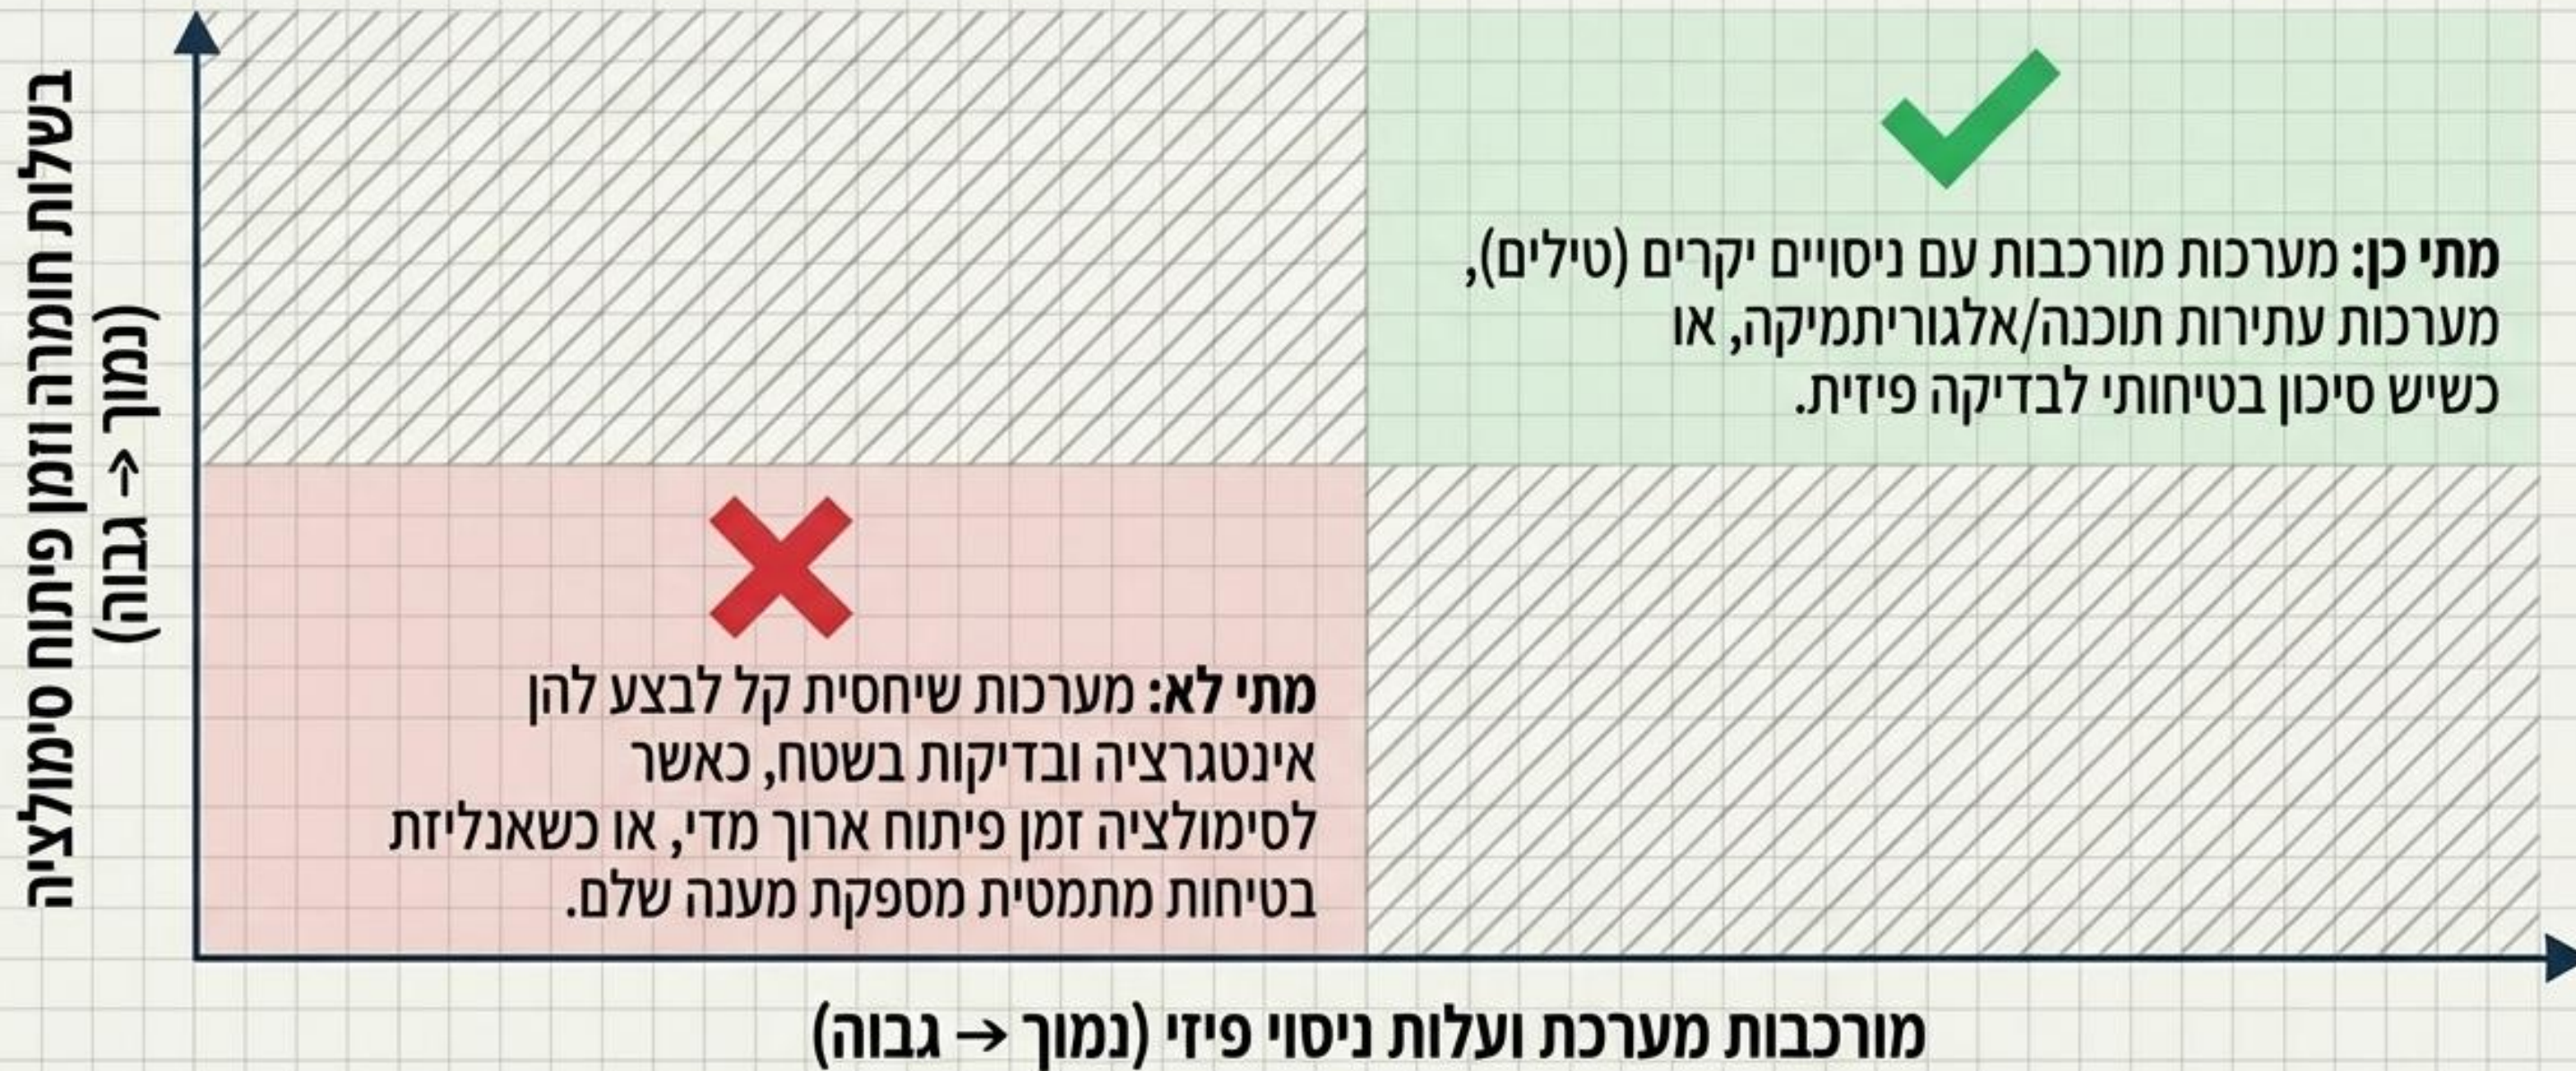 בשלות חומרה וזמן פיתוח סימולציה
(נמוך → גבוה)
מתי כן: מערכות מורכבות עם ניסויים יקרים (טילים),
מערכות עתירות תוכנה/אלגוריתמיקה, או
כשיש סיכון בטיחותי לבדיקה פיזית.
מתי לא: מערכות שיחסית קל לבצע להן
אינטגרציה ובדיקות בשטח, כאשר
לסימולציה זמן פיתוח ארוך מדי, או כשאנליזת
בטיחות מתמטית מספקת מענה שלם.
מורכבות מערכת ועלות ניסוי פיזי (נמוך → גבוה)